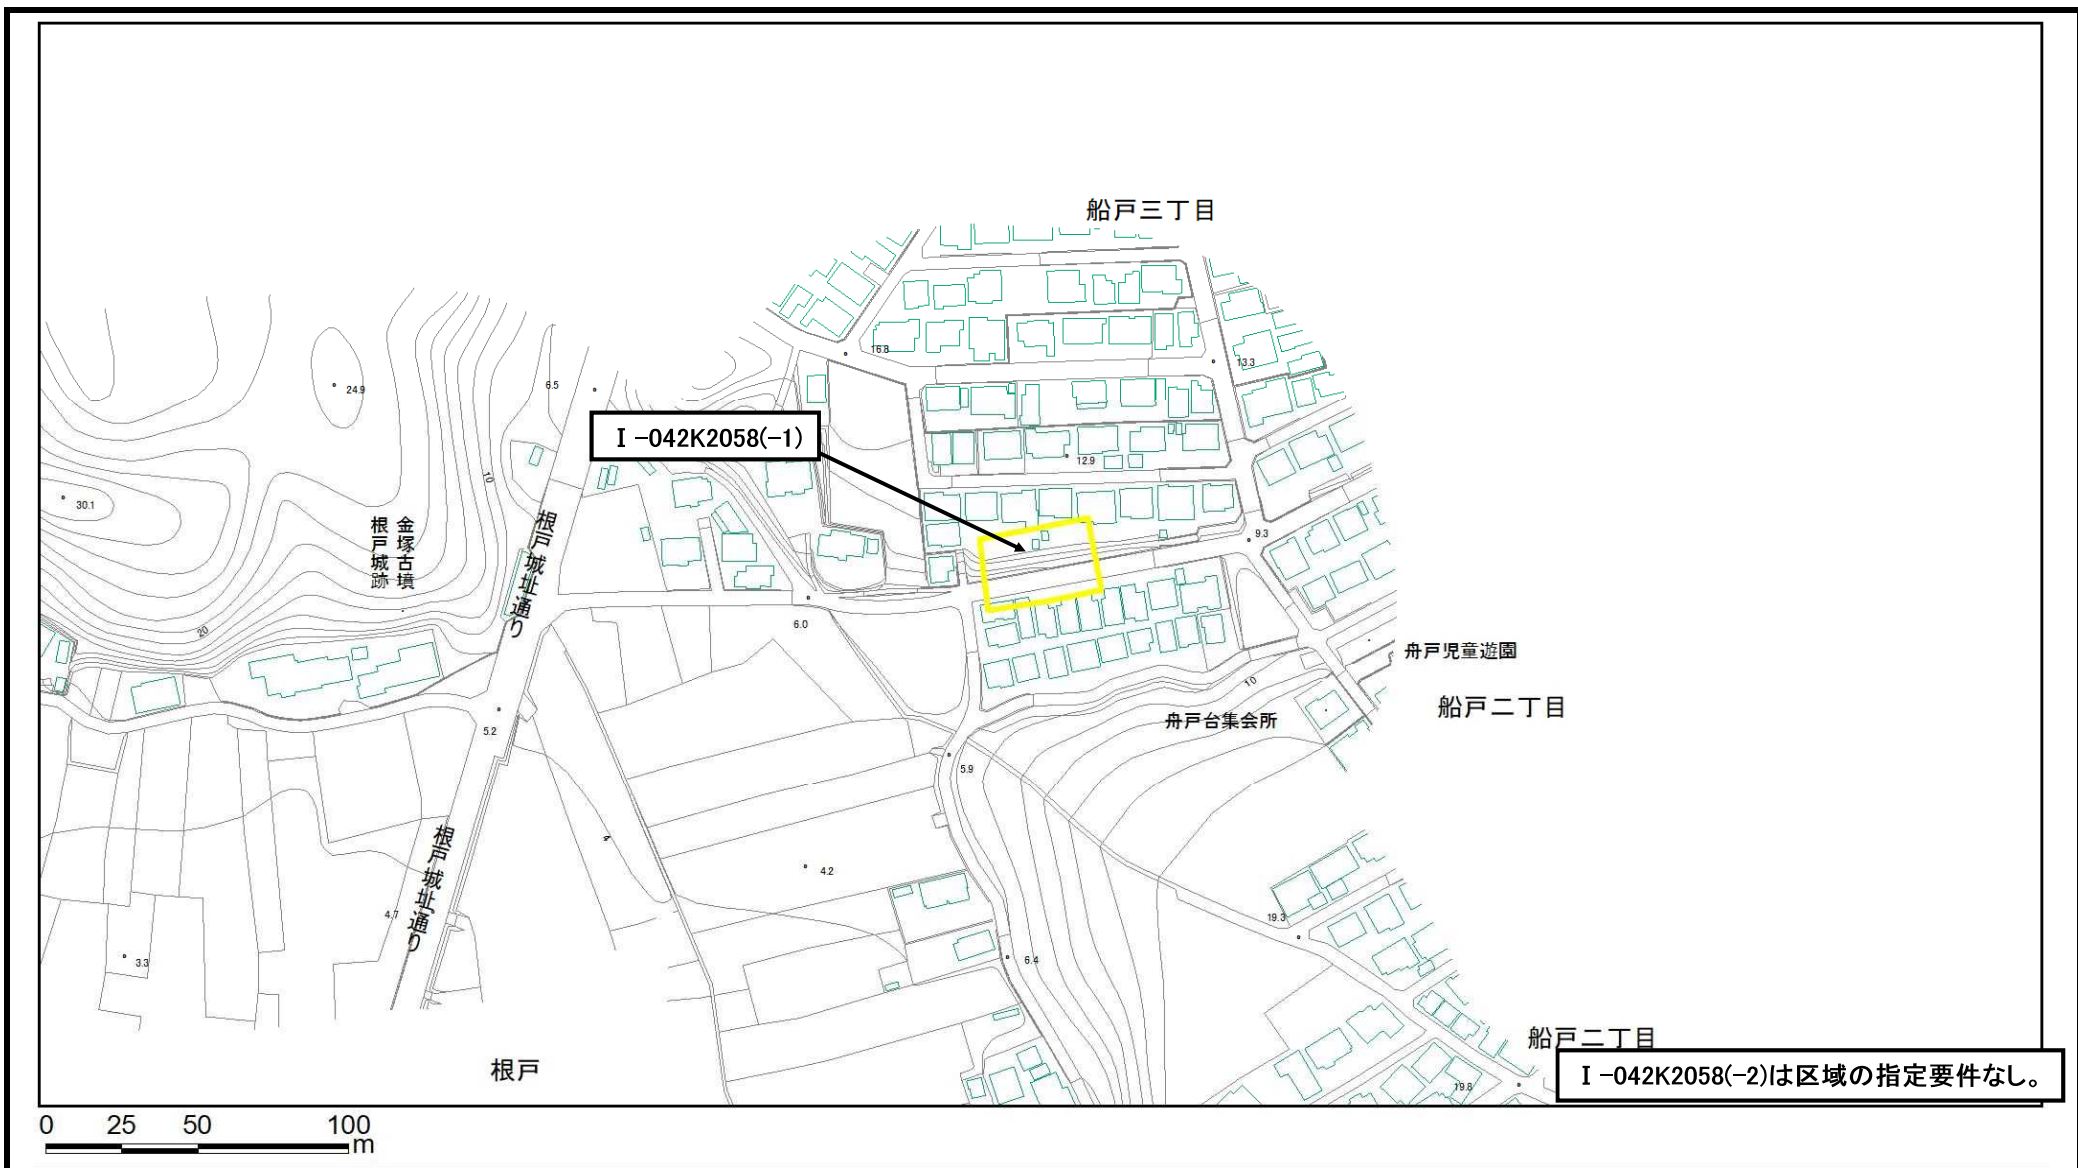 船戸三丁目
16.8
13.3
24.9
6.5
Ⅰ-042K2058(-1)
12.9
10
30.1
金塚古墳
根戸城跡
根戸城址通り
9.3
20
6.0
舟戸児童遊園
10
船戸二丁目
舟戸台集会所
5.2
5.9
4
根戸城址通り
4.2
4.7
19.3
3.3
6.4
船戸二丁目
根戸
Ⅰ-042K2058(-2)は区域の指定要件なし。
19.8
0 25 50 100
m